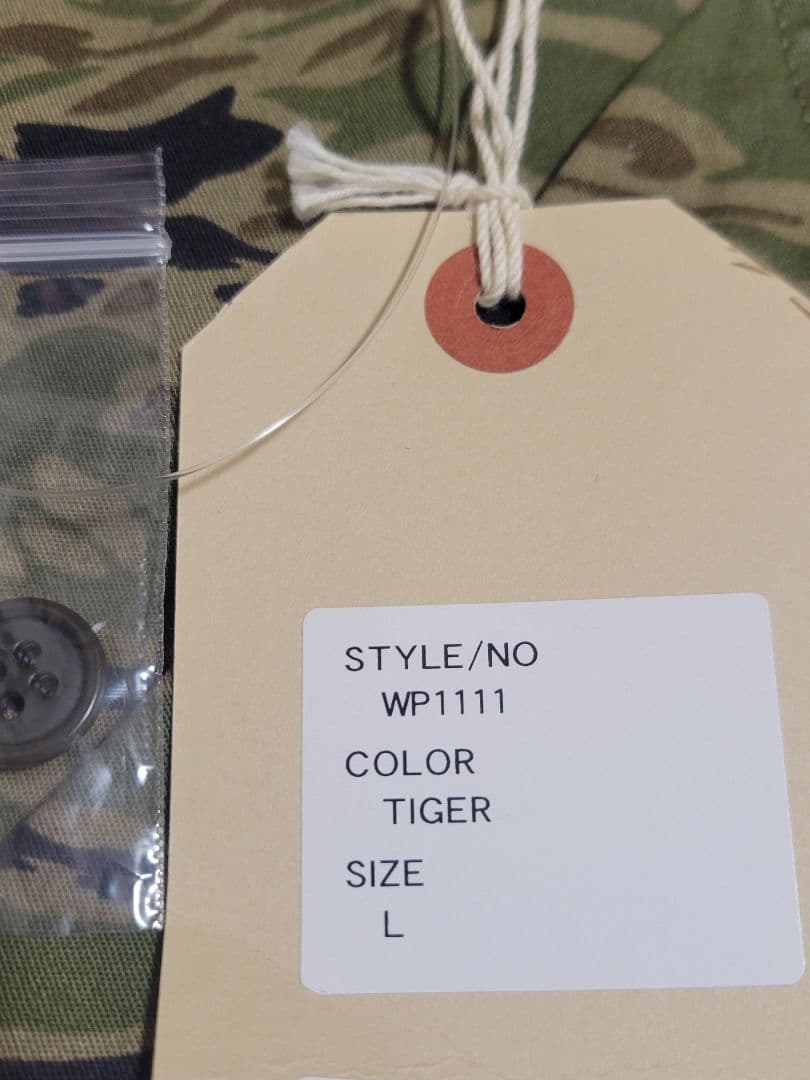 STYLE/NO
WP1111
COLOR
TIGER
SIZE
L